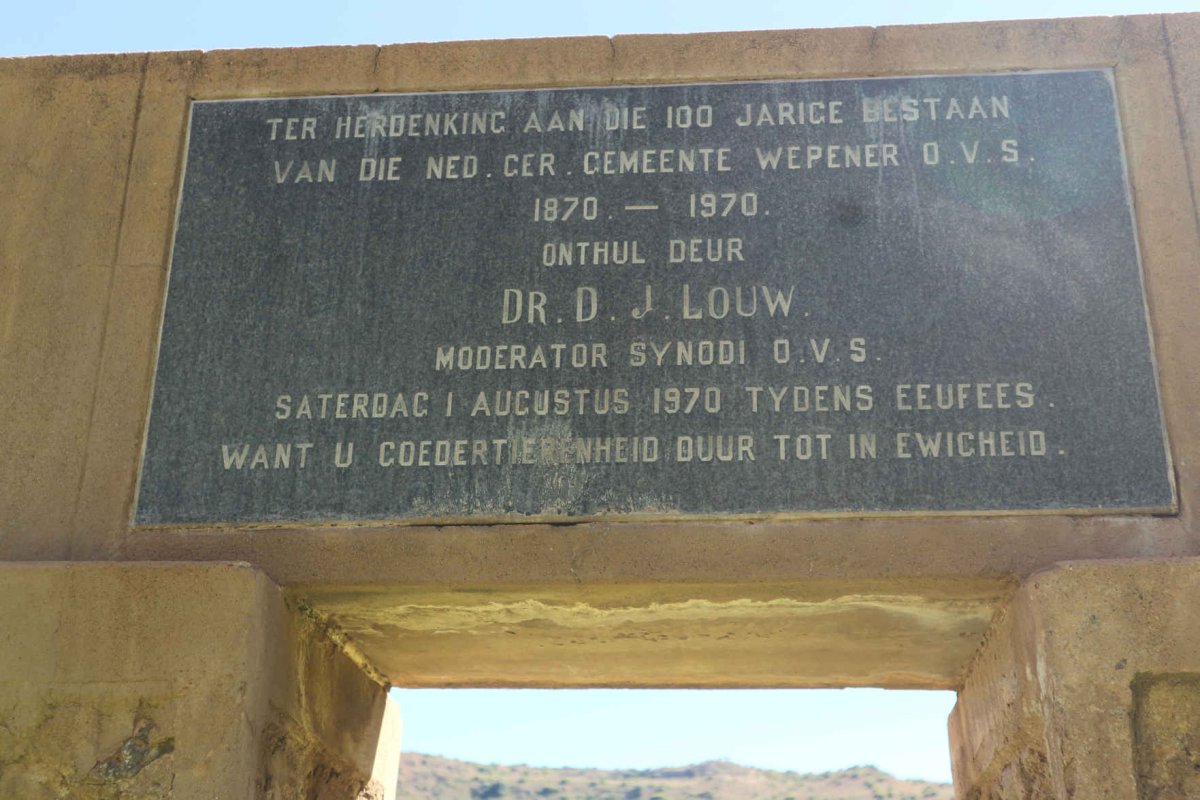 TER HERDENKING AAN DIE 100 JARIGE BESTAAN
VAN DIE NED. GER. GEMEENTE WEPENER O.V.S.
1870. — 1970.
ONTHUL DEUR
DR. D. J. LOUW.
MODERATOR SYNODI O.V.S.
SATERDAG 1 AUGUSTUS 1970 TYDENS EEUFEES.
WANT U GOEDERTIERENHEID DUUR TOT IN EWIGHEID.